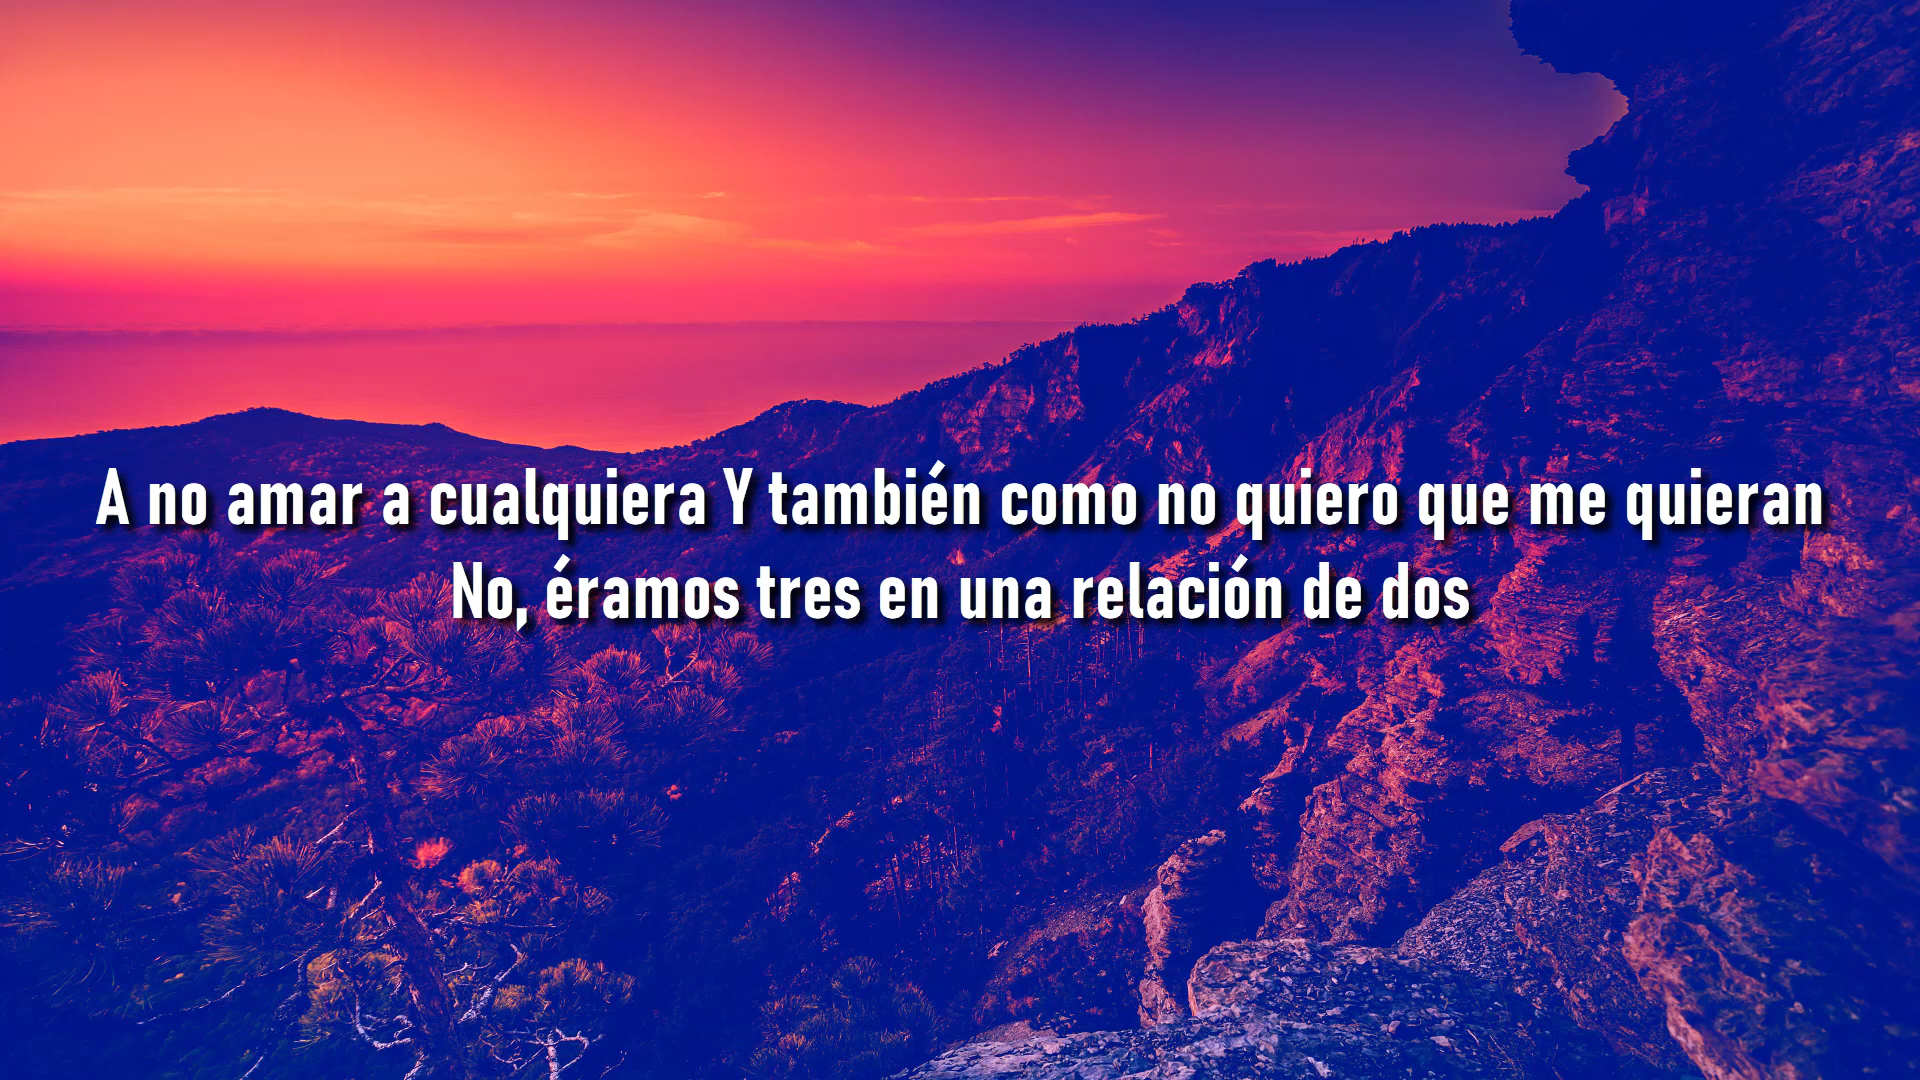 A no amar a cualquiera Y también como no quiero que me quieran
No, éramos tres en una relación de dos